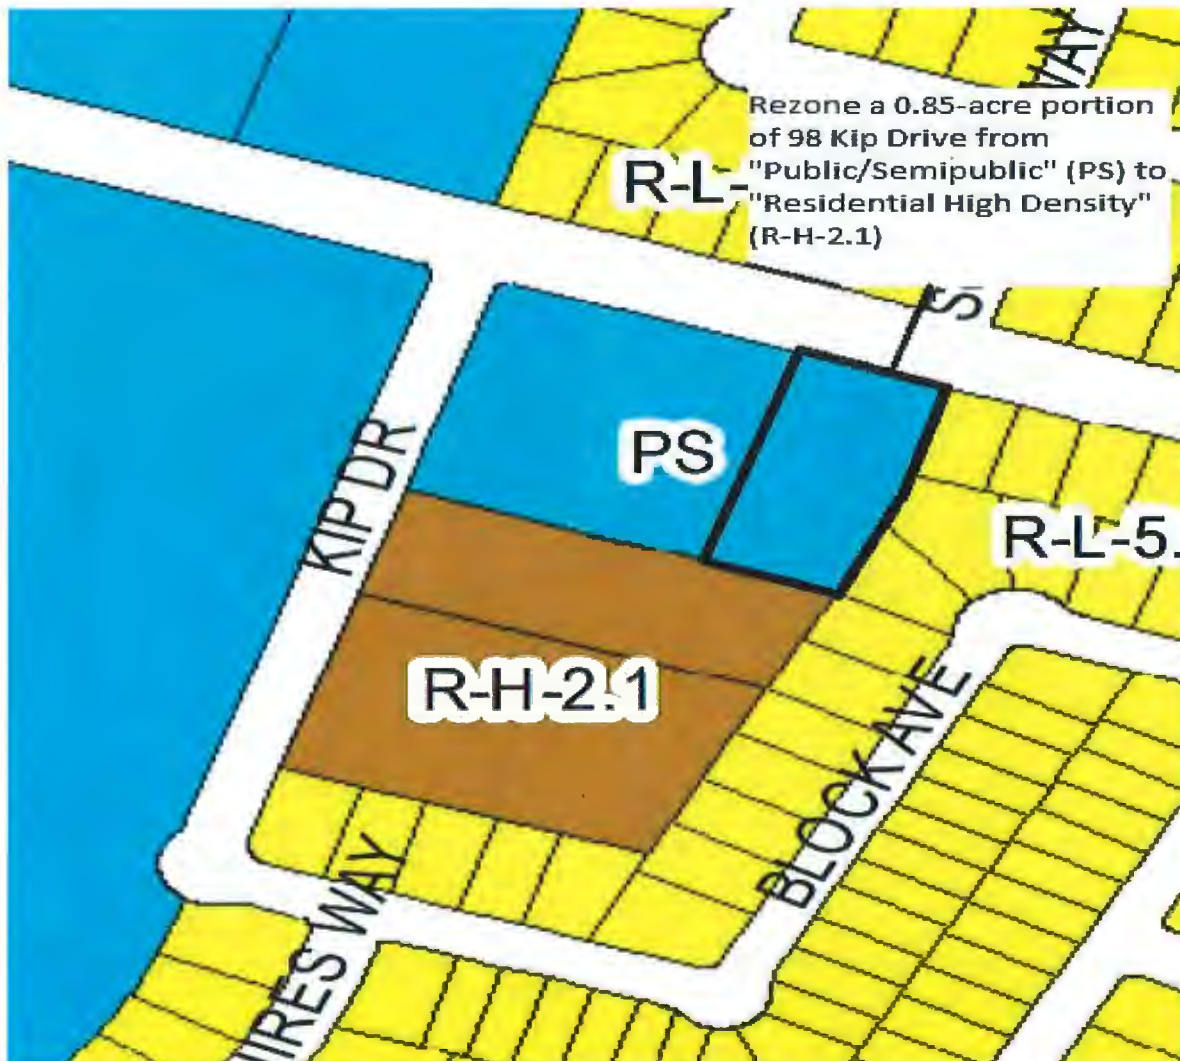 WAY
Rezone a 0.85-acre portion
of 98 Kip Drive from
"Public/Semipublic" (PS) to
"Residential High Density"
(R-H-2.1)
R-L-
S
PS
KIP DR
R-L-5.
R-H-2.1
BLOCK AVE
IRES WAY